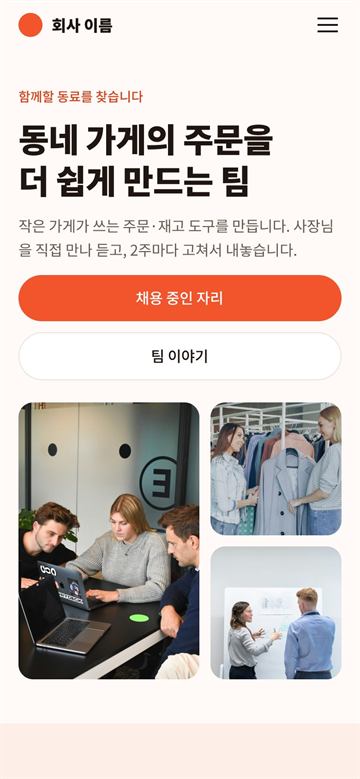 회사 이름
함께할 동료를 찾습니다
동네 가게의 주문을
더 쉽게 만드는 팀
작은 가게가 쓰는 주문·재고 도구를 만듭니다. 사장님
을 직접 만나 듣고, 2주마다 고쳐서 내놓습니다.
채용 중인 자리
팀 이야기